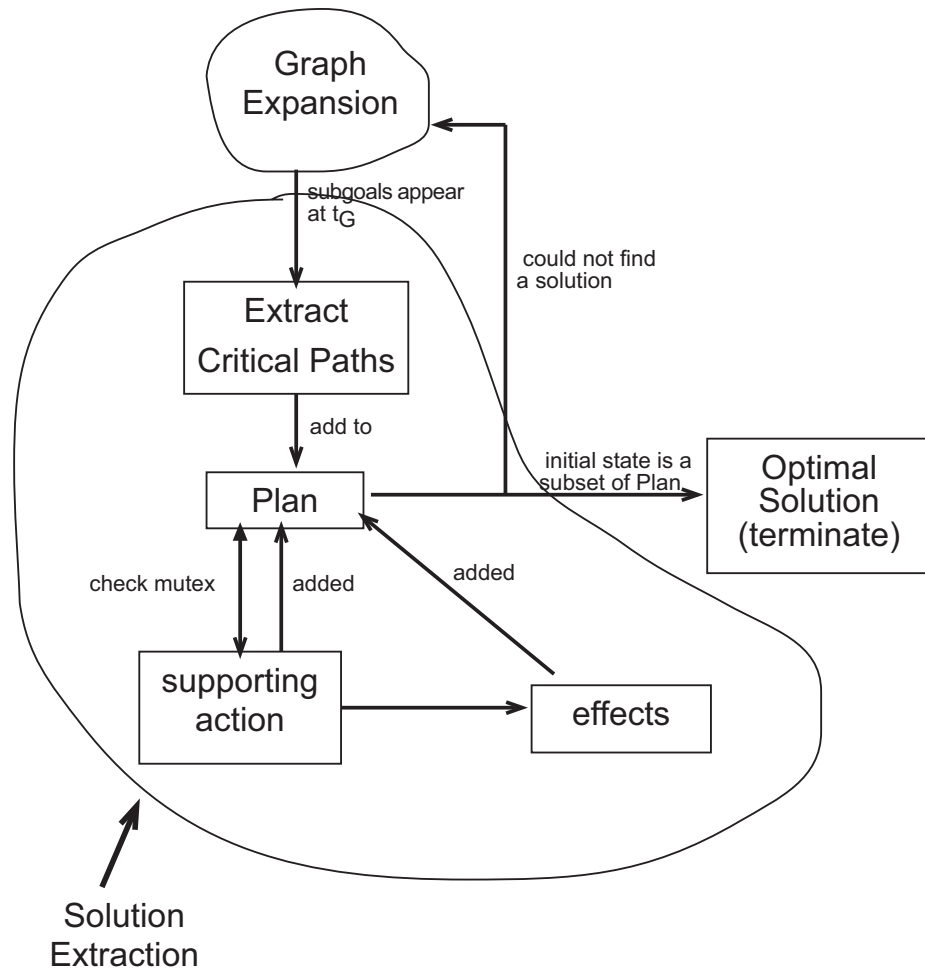 Graph
Expansion
subgoals appear
at tG
could not find
a solution
Extract
Critical Paths
add to
initial state is a
subset of Plan
Optimal
Solution
(terminate)
Plan
check mutex
added
added
supporting
action
effects
Solution
Extraction